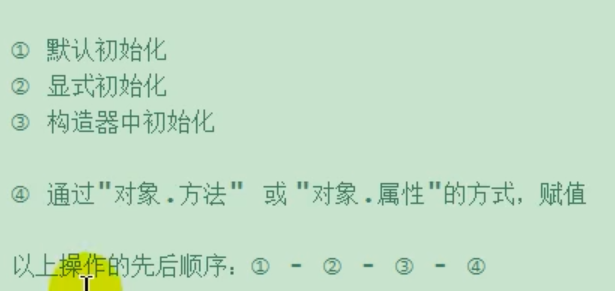 ① 默认初始化
② 显式初始化
③ 构造器中初始化
④ 通过"对象.方法" 或 "对象.属性"的方式，赋值
以上操作的先后顺序：① - ② - ③ - ④